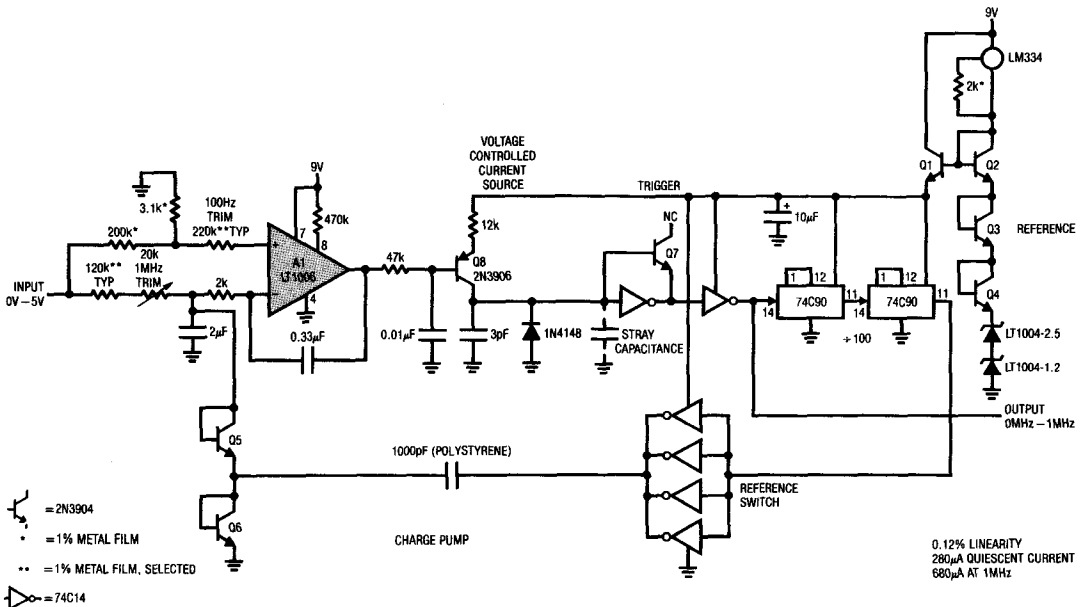 9V
LM334
2k*
Q1
Q2
Q3
REFERENCE
Q4
LT1004-2.5
LT1004-1.2
VOLTAGE
CONTROLLED
CURRENT
SOURCE
TRIGGER
9V
3.1k*
100Hz
TRIM
220k**TYP
470k
200k*
20k
1MHz
TRIM
120k**
TYP
INPUT
0V–5V
2k
+
–
A1
LT1006
7
8
4
0.33µF
2µF
47k
12k
Q8
2N3906
0.01µF
3pF
1N4148
NC
Q7
STRAY
CAPACITANCE
+
10µF
1 12
74C90
14
11
14
1 12
74C90
11
÷100
OUTPUT
0MHz–1MHz
Q5
Q6
1000pF (POLYSTYRENE)
REFERENCE
SWITCH
CHARGE PUMP
= 2N3904
* = 1% METAL FILM
** = 1% METAL FILM, SELECTED
= 74C14
0.12% LINEARITY
280µA QUIESCENT CURRENT
680µA AT 1MHz